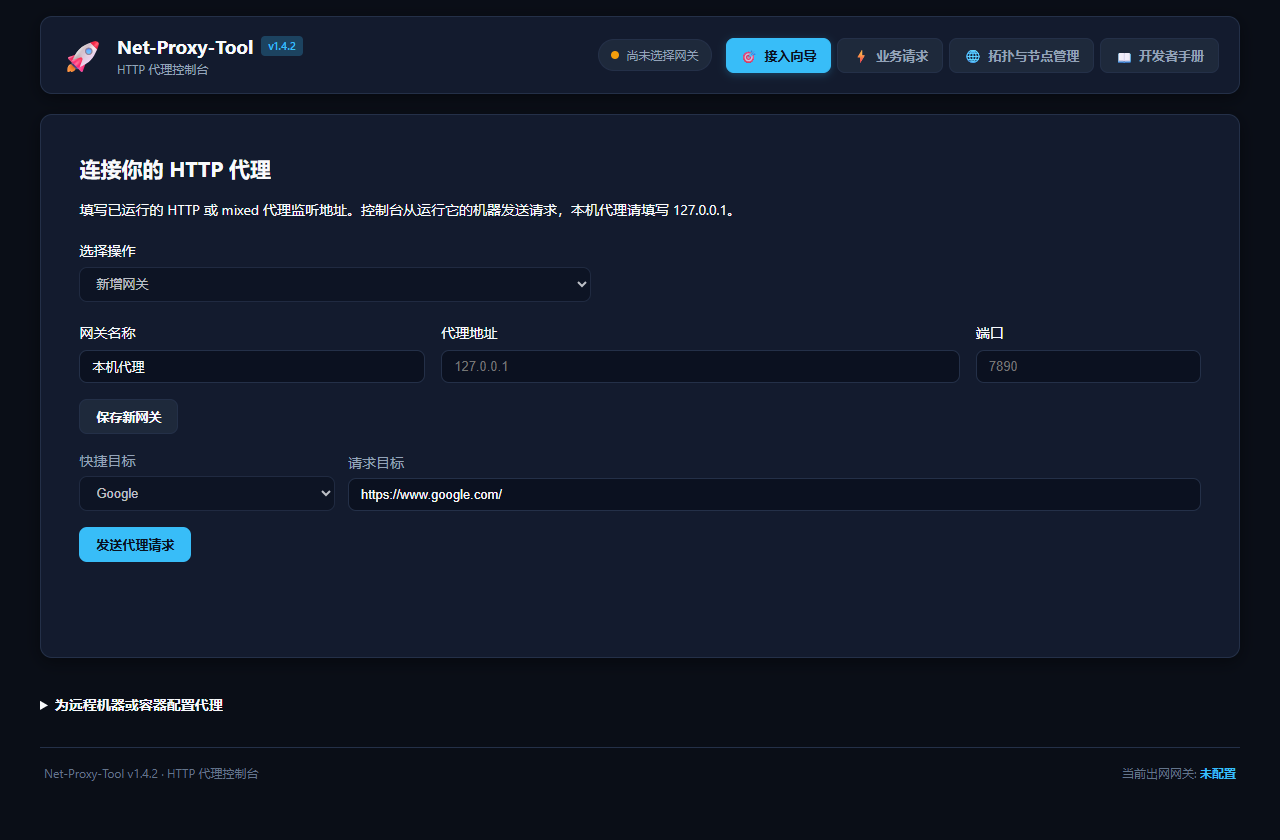 Net-Proxy-Tool v1.4.2
HTTP 代理控制台
尚未选择网关
接入向导
业务请求
拓扑与节点管理
开发者手册
连接你的 HTTP 代理
填写已运行的 HTTP 或 mixed 代理监听地址。控制台从运行它的机器发送请求，本机代理请填写 127.0.0.1。
选择操作
新增网关
网关名称 代理地址 端口
本机代理 127.0.0.1 7890
保存新网关
快捷目标 请求目标
Google https://www.google.com/
发送代理请求
为远程机器或容器配置代理
Net-Proxy-Tool v1.4.2 · HTTP 代理控制台 当前出网网关: 未配置